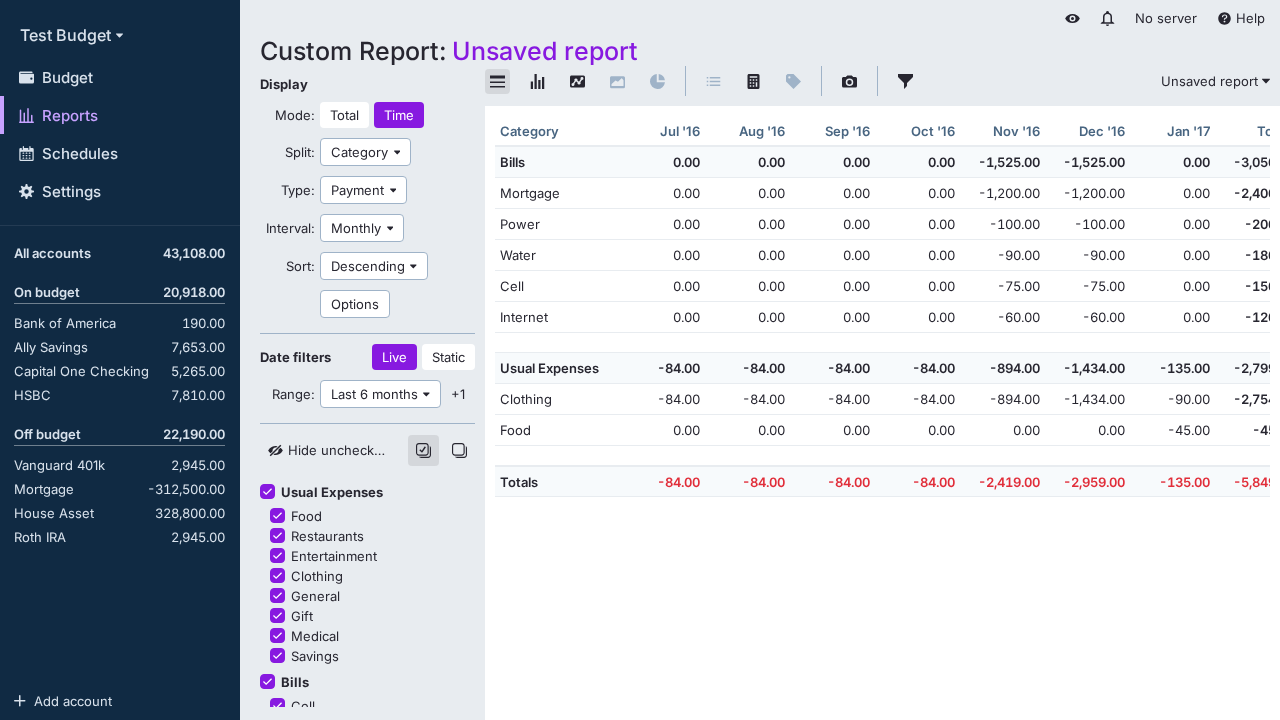 Test Budget
Budget
Reports
Schedules
Settings
All accounts 43,108.00
On budget 20,918.00
Bank of America 190.00
Ally Savings 7,653.00
Capital One Checking 5,265.00
HSBC 7,810.00
Off budget 22,190.00
Vanguard 401k 2,945.00
Mortgage -312,500.00
House Asset 328,800.00
Roth IRA 2,945.00
Add account
No server Help
Custom Report: Unsaved report
Display
Mode: Total Time
Split: Category
Type: Payment
Interval: Monthly
Sort: Descending
Options
Date filters Live Static
Range: Last 6 months +1
Hide uncheck...
Usual Expenses
Food
Restaurants
Entertainment
Clothing
General
Gift
Medical
Savings
Bills
Cell
Unsaved report
Category Jul '16 Aug '16 Sep '16 Oct '16 Nov '16 Dec '16 Jan '17
Bills 0.00 0.00 0.00 0.00 -1,525.00 -1,525.00 0.00
Mortgage 0.00 0.00 0.00 0.00 -1,200.00 -1,200.00 0.00
Power 0.00 0.00 0.00 0.00 -100.00 -100.00 0.00
Water 0.00 0.00 0.00 0.00 -90.00 -90.00 0.00
Cell 0.00 0.00 0.00 0.00 -75.00 -75.00 0.00
Internet 0.00 0.00 0.00 0.00 -60.00 -60.00 0.00
Usual Expenses -84.00 -84.00 -84.00 -84.00 -894.00 -1,434.00 -135.00
Clothing -84.00 -84.00 -84.00 -84.00 -894.00 -1,434.00 -90.00
Food 0.00 0.00 0.00 0.00 0.00 0.00 -45.00
Totals -84.00 -84.00 -84.00 -84.00 -2,419.00 -2,959.00 -135.00